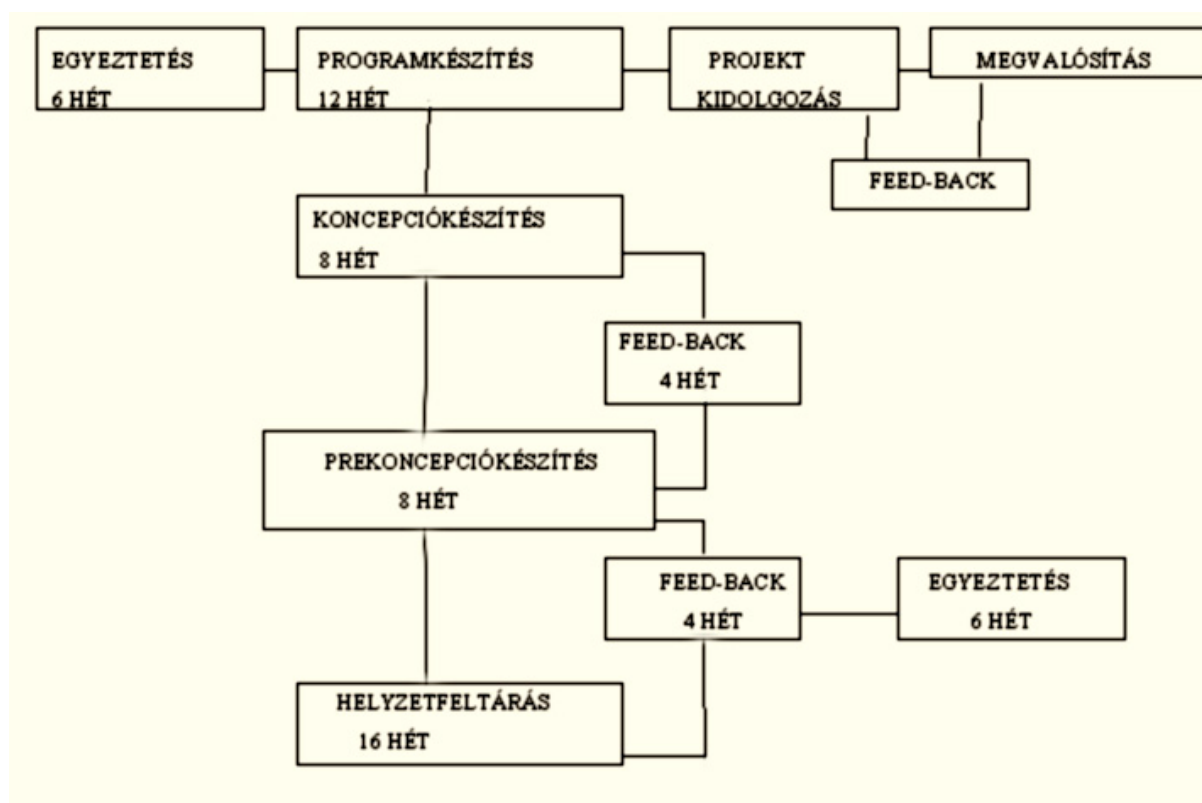 EGYEZTETÉS
6 HÉT
PROGRAMKÉSZÍTÉS
12 HÉT
PROJEKT
KIDOLGOZÁS
MEGVALÓSÍTÁS
FEED-BACK
KONCEPCIÓKÉSZÍTÉS
8 HÉT
FEED-BACK
4 HÉT
PREKONCEPCIÓKÉSZÍTÉS
8 HÉT
FEED-BACK
4 HÉT
EGYEZTETÉS
6 HÉT
HELYZETFELTÁRÁS
16 HÉT